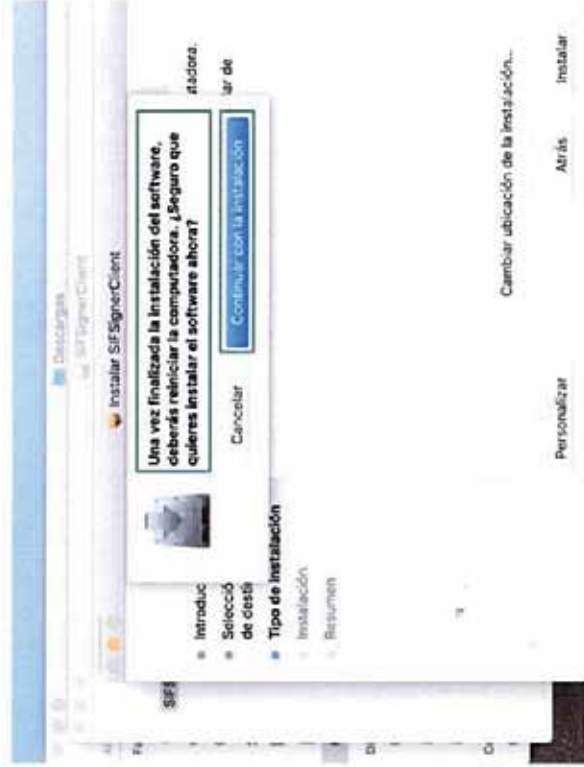 Descargas
SIFSignerClient
Instalar SIFSignerClient
Una vez finalizada la instalación del software,
deberás reiniciar la computadora. ¿Seguro que
quieres instalar el software ahora?
Cancelar
Continuar con la instalación
Introduc
Selecció
de desti
Tipo de instalación
Instalación
Resumen
tadora.
lar de
Cambiar ubicación de la instalación...
Personalizar
Atrás
Instalar